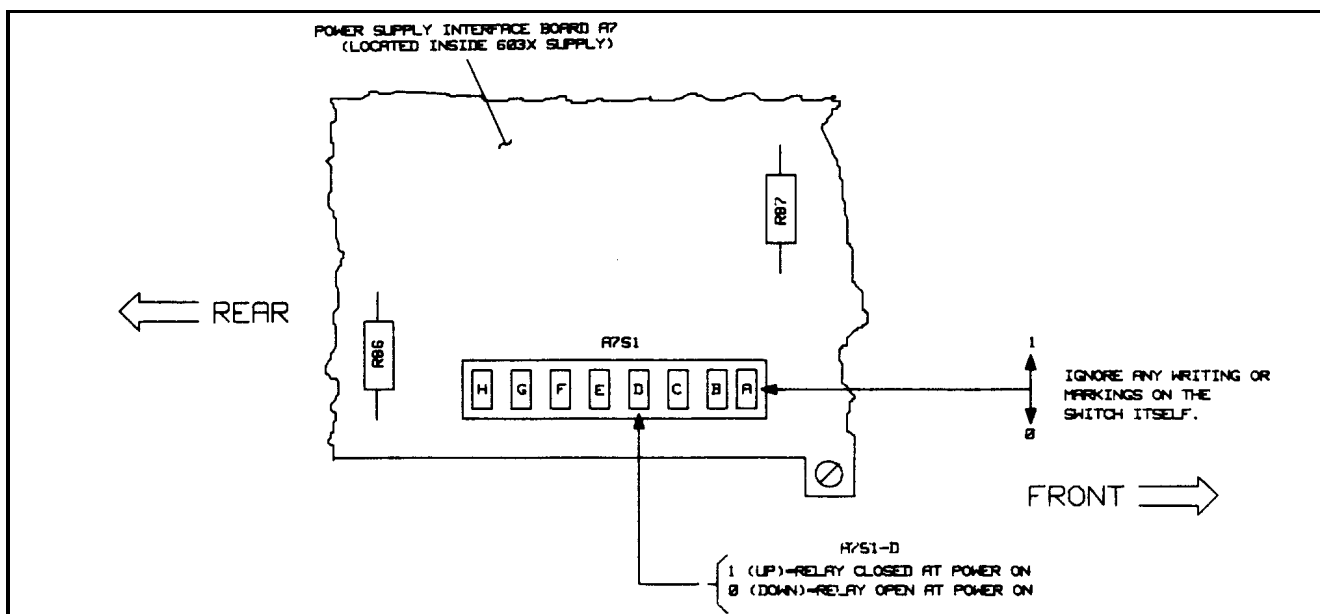 POWER SUPPLY INTERFACE BOARD A7
(LOCATED INSIDE 603X SUPPLY)
R87
REAR
R86
A7S1
H G F E D C B A
1
IGNORE ANY WRITING OR
MARKINGS ON THE
SWITCH ITSELF.
0
FRONT
A7S1-D
1 (UP)=RELAY CLOSED AT POWER ON
0 (DOWN)=RELAY OPEN AT POWER ON